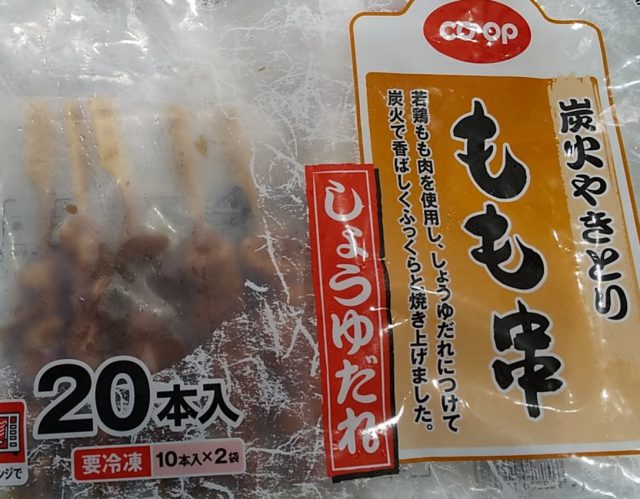 CO·OP
炭火やきとり
もも串
若鶏もも肉を使用し、しょうゆだれにつけて
炭火で香ばしくふっくらと焼き上げました。
しょうゆだれ
20本入
要冷凍 10本入×2袋
ンジで